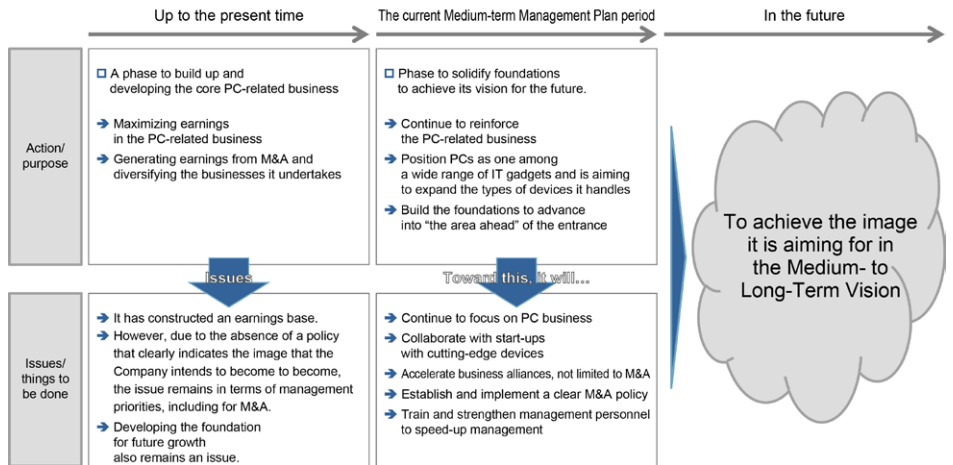 Up to the present time
The current Medium-term Management Plan period
In the future
Action/
purpose
A phase to build up and
developing the core PC-related business
Maximizing earnings
in the PC-related business
Generating earnings from M&A and
diversifying the businesses it undertakes
Phase to solidify foundations
to achieve its vision for the future.
Continue to reinforce
the PC-related business
Position PCs as one among
a wide range of IT gadgets and is aiming
to expand the types of devices it handles
Build the foundations to advance
into "the area ahead" of the entrance
To achieve the image
it is aiming for in
the Medium- to
Long-Term Vision
Issues
Toward this, it will...
Issues/
things to
be done
It has constructed an earnings base.
However, due to the absence of a policy
that clearly indicates the image that the
Company intends to become to become,
the issue remains in terms of management
priorities, including for M&A.
Developing the foundation
for future growth
also remains an issue.
Continue to focus on PC business
Collaborate with start-ups
with cutting-edge devices
Accelerate business alliances, not limited to M&A
Establish and implement a clear M&A policy
Train and strengthen management personnel
to speed-up management